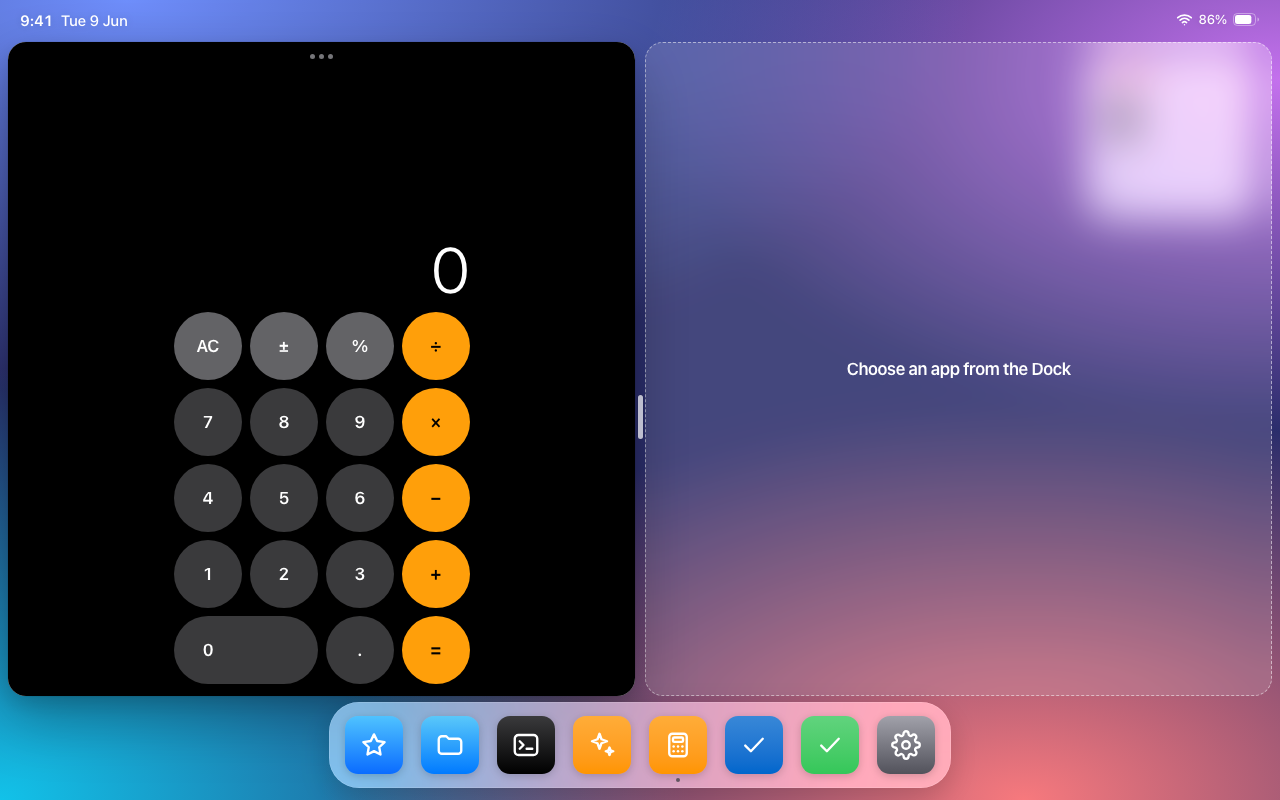 9:41 Tue 9 Jun
86%
0
AC ± % ÷
7 8 9 ×
4 5 6 −
1 2 3 +
0 . =
Choose an app from the Dock